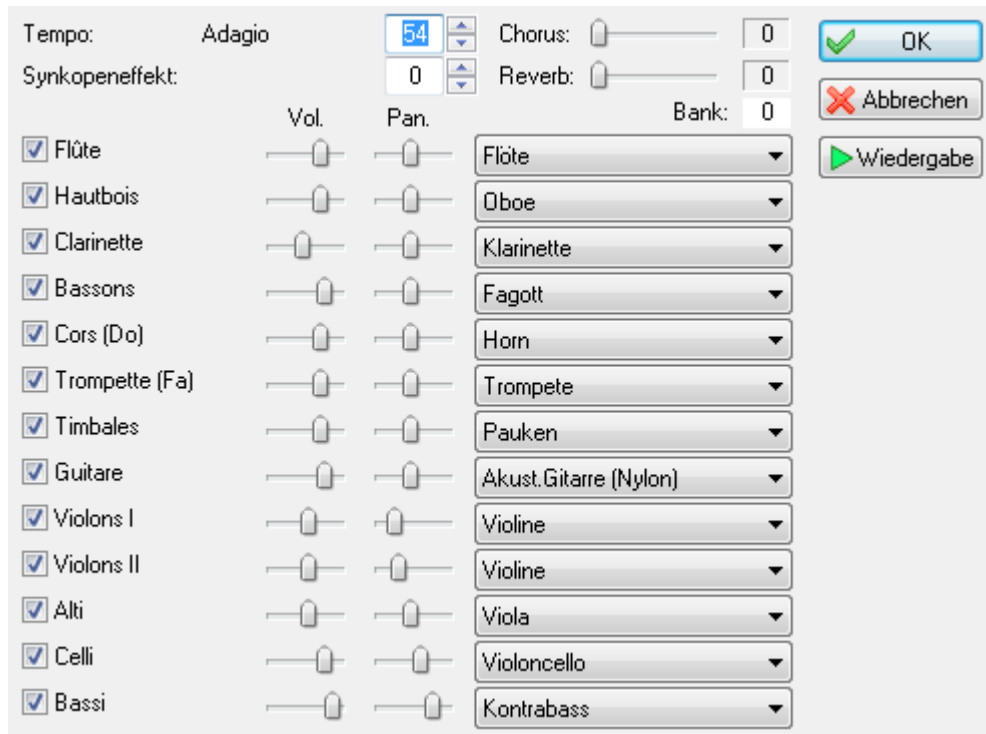 Tempo: Adagio 54 Chorus: 0 OK
Synkopeneffekt: 0 Reverb: 0 Abbrechen
Vol. Pan. Bank: 0
Flûte Flöte Wiedergabe
Hautbois Oboe
Clarinette Klarinette
Bassons Fagott
Cors (Do) Horn
Trompette (Fa) Trompete
Timbales Pauken
Guitare Akust.Gitarre (Nylon)
Violons I Violine
Violons II Violine
Alti Viola
Celli Violoncello
Bassi Kontrabass